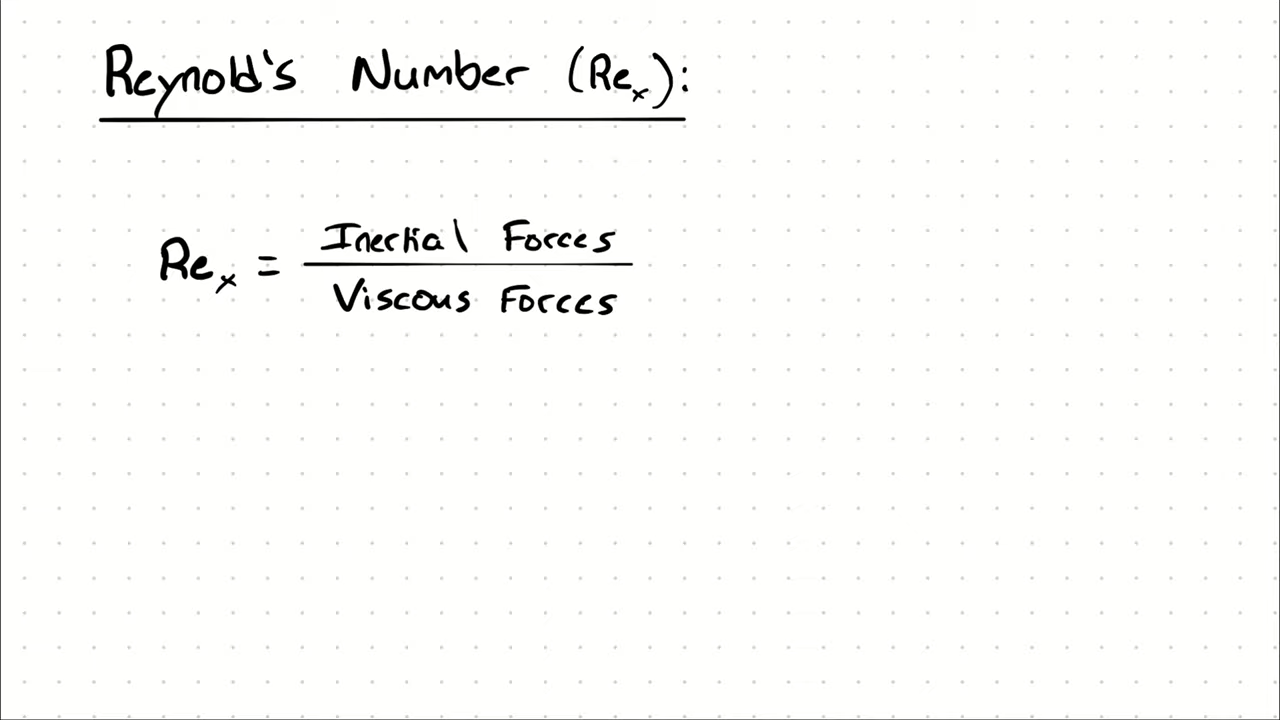 Reynold's Number (Reₓ):
Reₓ = Inertial Forces
Viscous Forces